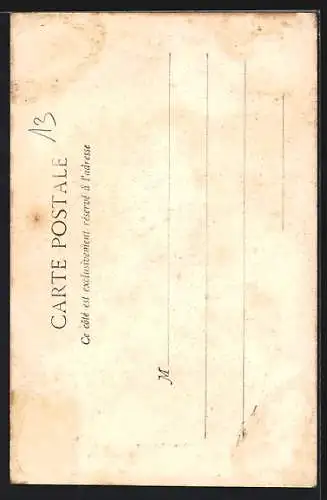 13
CARTE POSTALE
Ce côté est exclusivement réservé à l'adresse
M